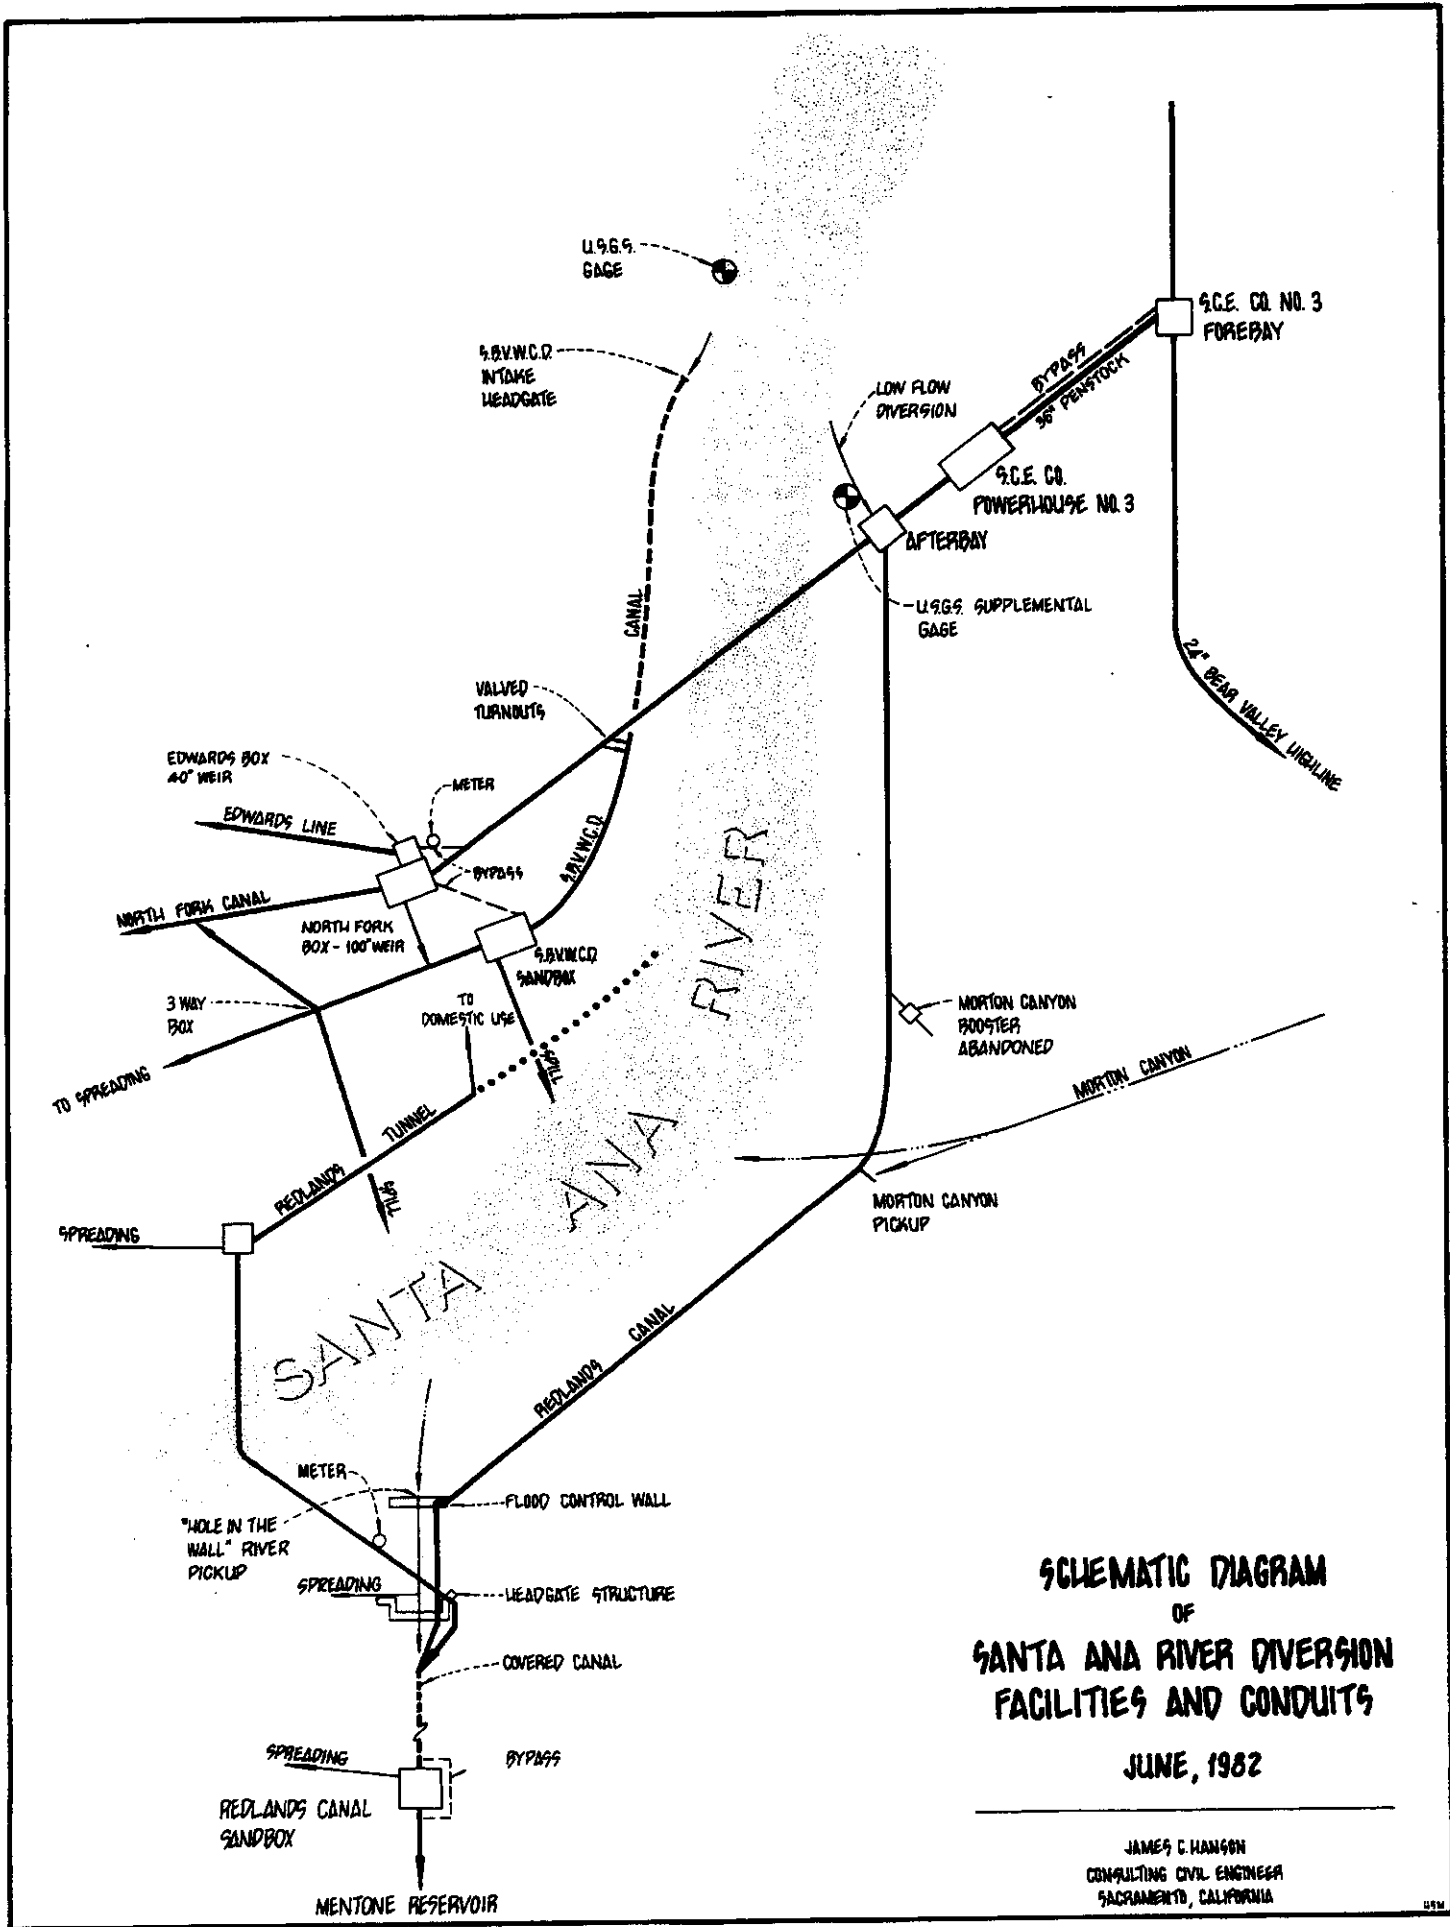 U.S.G.S.
GAGE
S.B.V.W.C.D.
INTAKE
HEADGATE
S.C.E. CO. NO. 3
FOREBAY
BYPASS
36" PENSTOCK
LOW FLOW
DIVERSION
S.C.E. CO.
POWERHOUSE NO. 3
AFTERBAY
U.S.G.S. SUPPLEMENTAL
GAGE
CANAL
24" BEAR VALLEY HIGHLINE
VALVED
TURNOUTS
EDWARDS BOX
40" WEIR
METER
EDWARDS LINE
BYPASS
S.B.V.W.C.D.
NORTH FORK CANAL
NORTH FORK
BOX - 100" WEIR
S.B.V.W.C.D.
SANDBOX
3 WAY
BOX
TO
DOMESTIC USE
SPILL
TO SPREADING
MORTON CANYON
BOOSTER
ABANDONED
MORTON CANYON
REDLANDS TUNNEL
SPILL
SPREADING
MORTON CANYON
PICKUP
SANTA ANA RIVER
REDLANDS CANAL
METER
FLOOD CONTROL WALL
"HOLE IN THE
WALL" RIVER
PICKUP
SPREADING
HEADGATE STRUCTURE
COVERED CANAL
SPREADING
BYPASS
REDLANDS CANAL
SANDBOX
MENTONE RESERVOIR
SCHEMATIC DIAGRAM
OF
SANTA ANA RIVER DIVERSION
FACILITIES AND CONDUITS
JUNE, 1982
JAMES C. HANSON
CONSULTING CIVIL ENGINEER
SACRAMENTO, CALIFORNIA